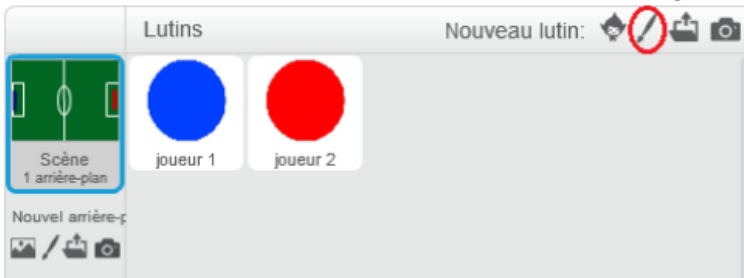 Lutins
Nouveau lutin:
Scène
1 arrière-plan
joueur 1
joueur 2
Nouvel arrière-p